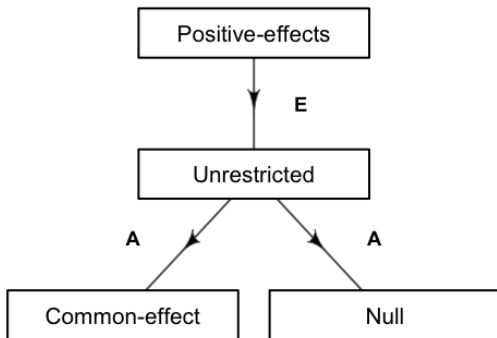 Positive-effects
E
Unrestricted
A
A
Common-effect
Null